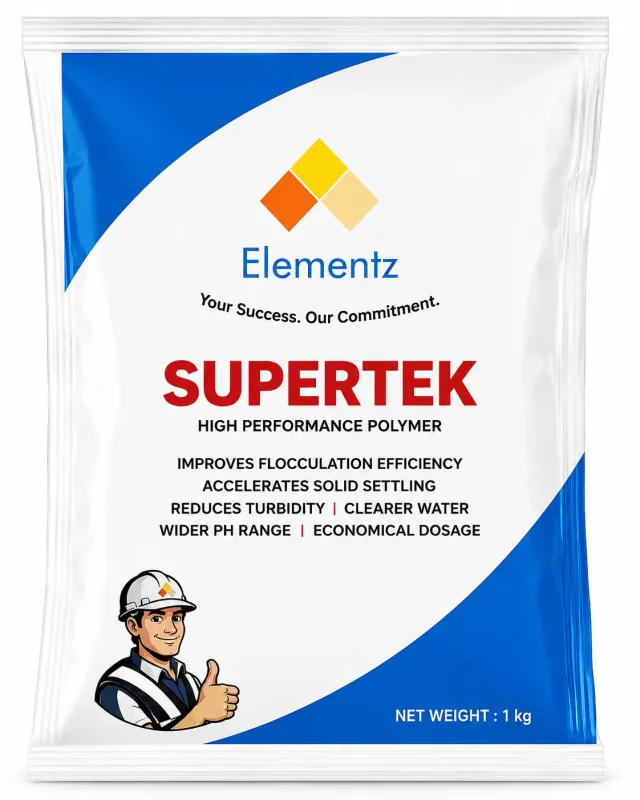 Elementz
Your Success. Our Commitment.
SUPERTEK
HIGH PERFORMANCE POLYMER
IMPROVES FLOCCULATION EFFICIENCY
ACCELERATES SOLID SETTLING
REDUCES TURBIDITY | CLEARER WATER
WIDER PH RANGE | ECONOMICAL DOSAGE
NET WEIGHT : 1 kg